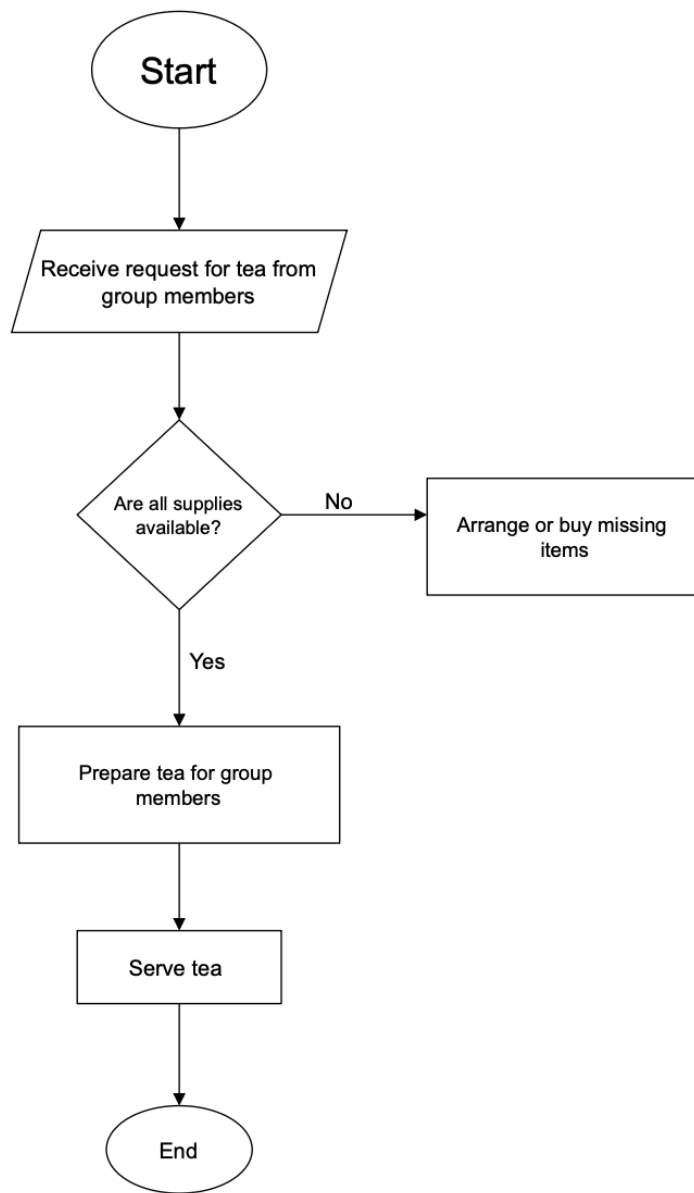 Start
Receive request for tea from
group members
Are all supplies
available?
No
Arrange or buy missing
items
Yes
Prepare tea for group
members
Serve tea
End